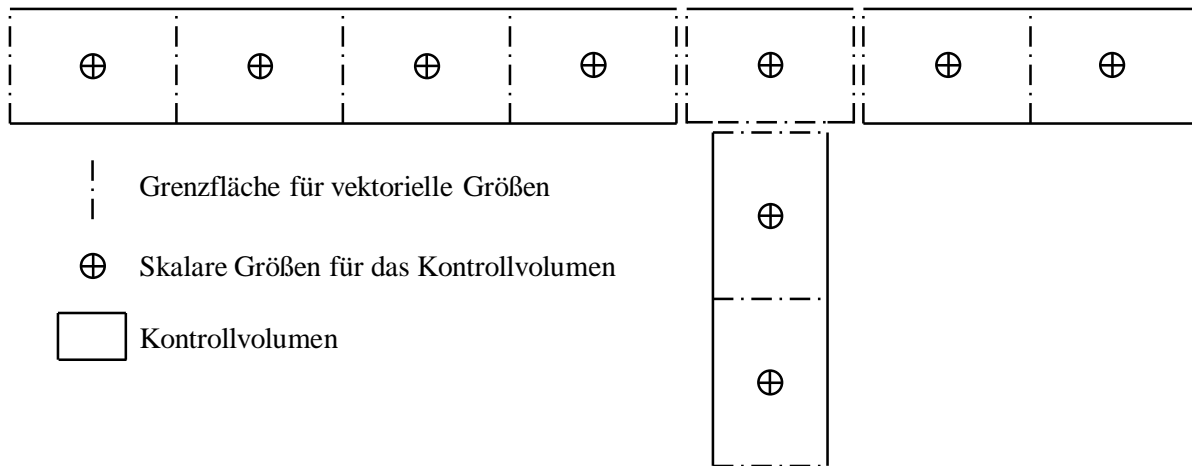 Grenzfläche für vektorielle Größen
Skalare Größen für das Kontrollvolumen
Kontrollvolumen